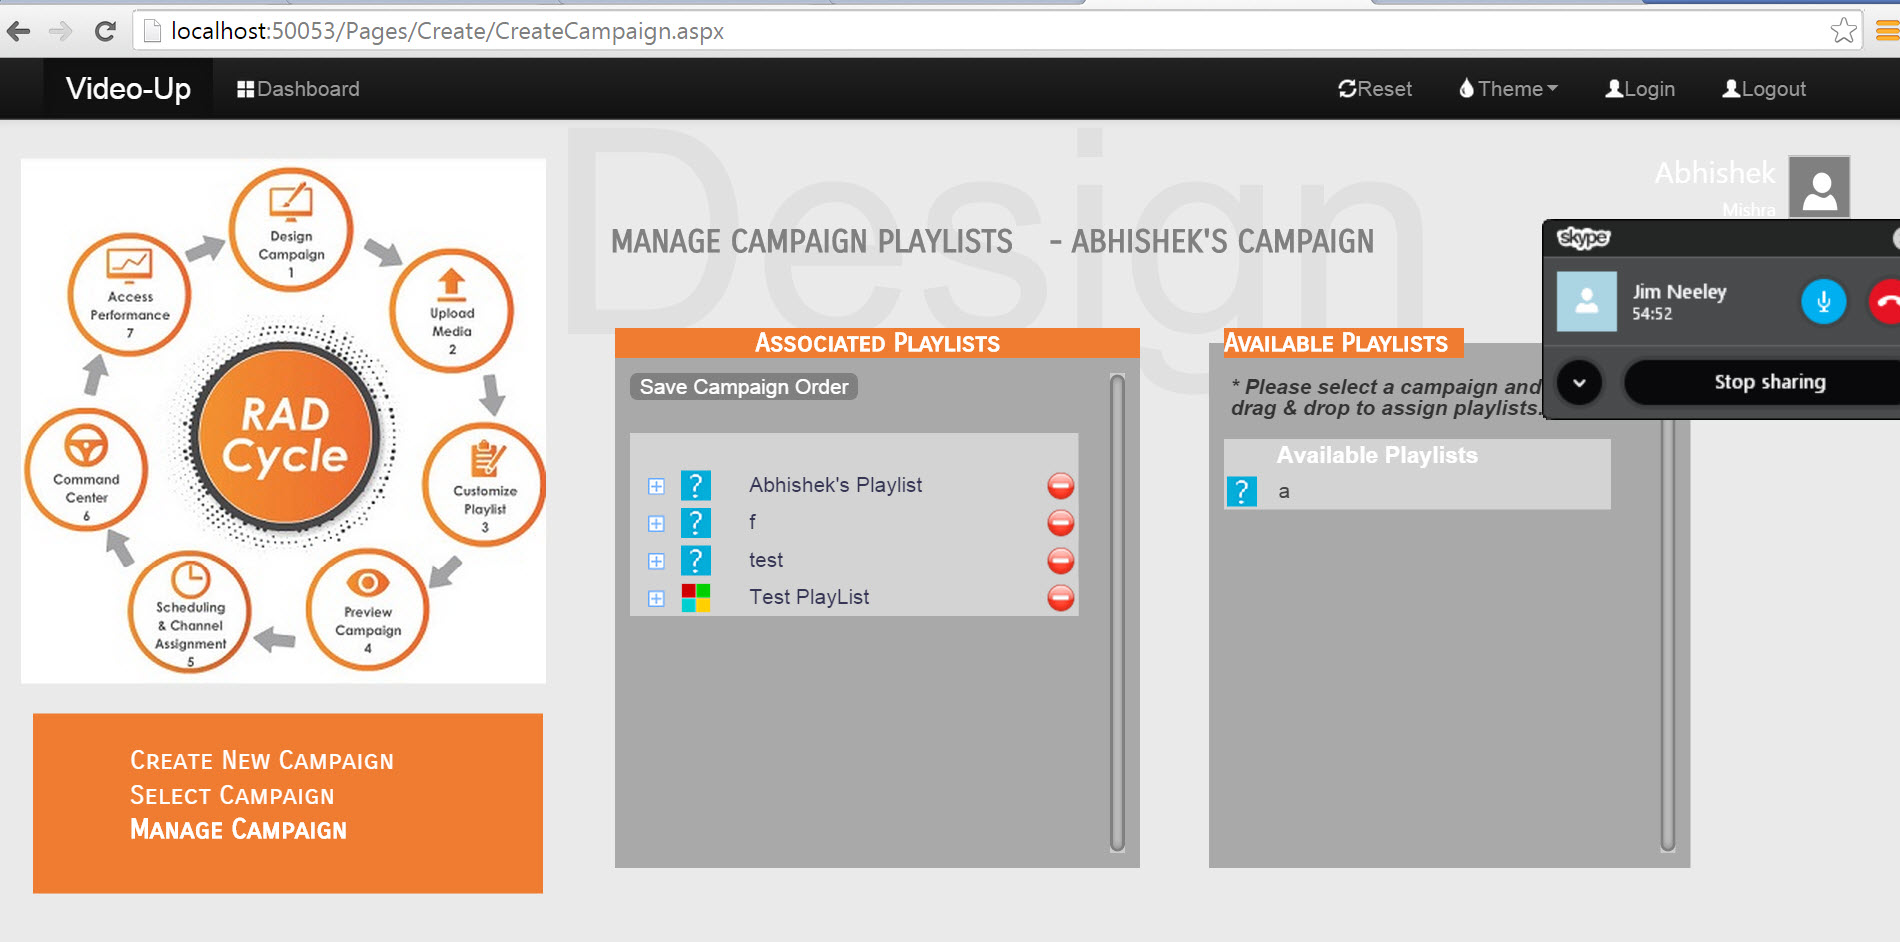 localhost:50053/Pages/Create/CreateCampaign.aspx
Video-Up
Dashboard
Reset
Theme
Login
Logout
Design
Abhishek
Mishra
MANAGE CAMPAIGN PLAYLISTS - ABHISHEK'S CAMPAIGN
skype
Jim Neeley
54:52
Stop sharing
Design
Campaign
1
Upload
Media
2
Customize
Playlist
3
Preview
Campaign
4
Scheduling
& Channel
Assignment
5
Command
Center
6
Access
Performance
7
RAD
Cycle
CREATE NEW CAMPAIGN
SELECT CAMPAIGN
MANAGE CAMPAIGN
ASSOCIATED PLAYLISTS
Save Campaign Order
Abhishek's Playlist
f
test
Test PlayList
AVAILABLE PLAYLISTS
* Please select a campaign and
drag & drop to assign playlists.
Available Playlists
a